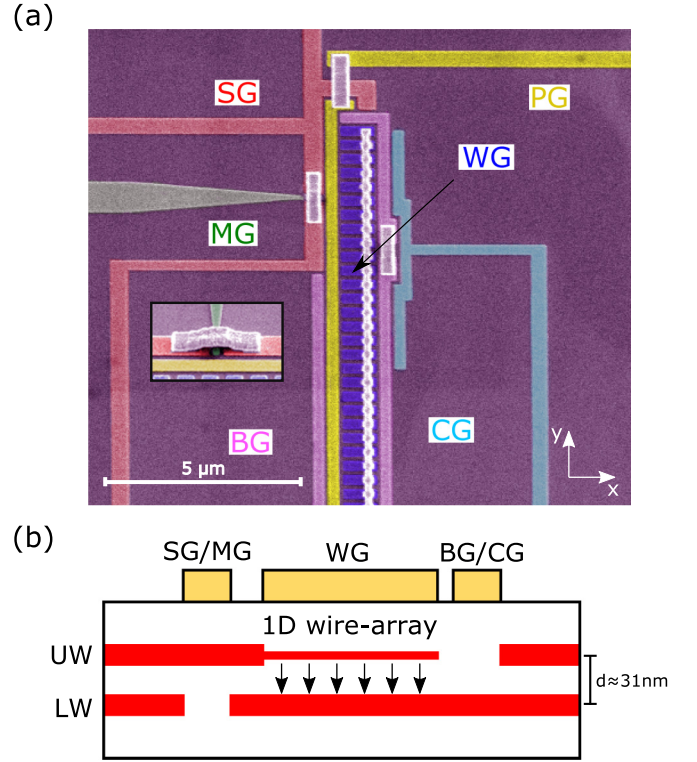 (a)
SG
PG
WG
MG
BG
CG
5 μm
y
x
(b)
SG/MG WG BG/CG
1D wire-array
UW
d≈31nm
LW